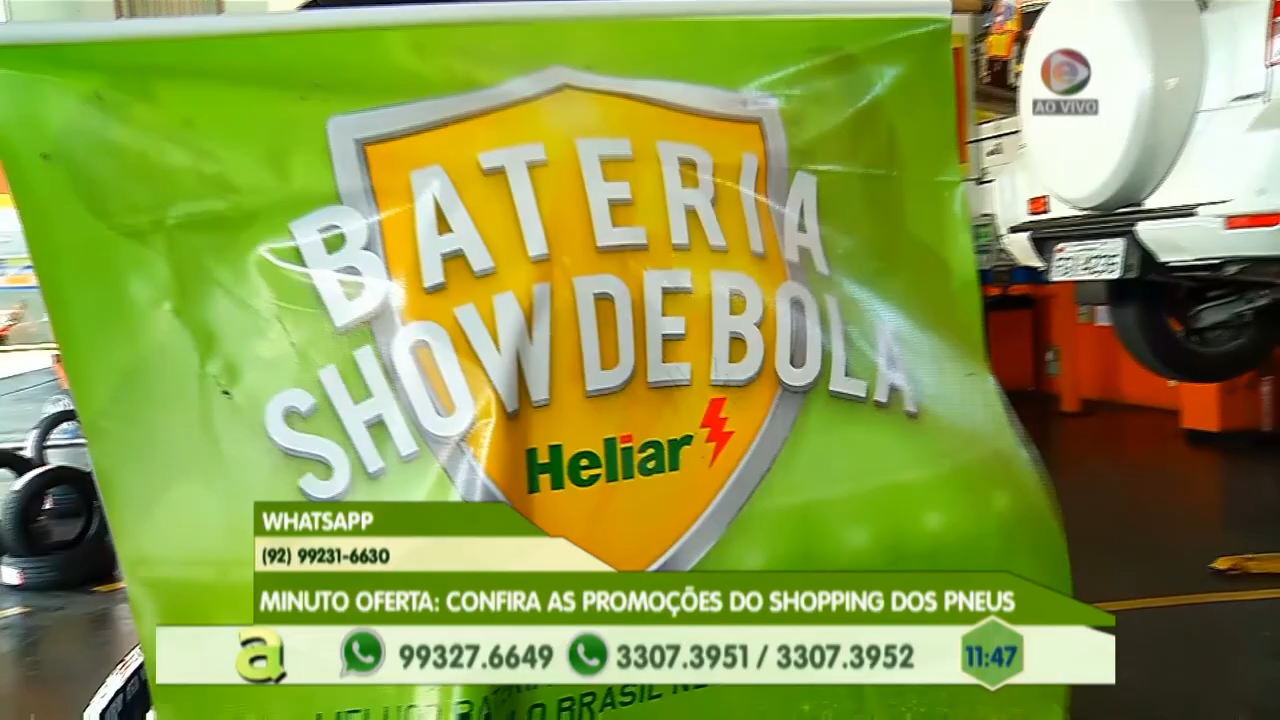 AO VIVO
BATERIA
SHOW DE BOLA
Heliar
WHATSAPP
(92) 99231-6630
MINUTO OFERTA: CONFIRA AS PROMOÇÕES DO SHOPPING DOS PNEUS
a 99327.6649 3307.3951 / 3307.3952 11:47
O BRASIL